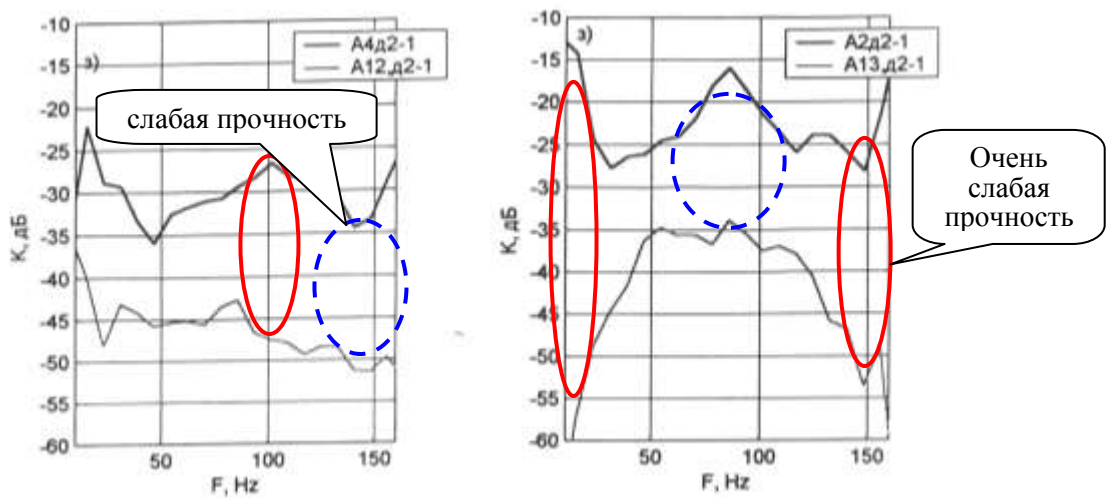 -10
-15
-20
-25
-30
-35
-40
-45
-50
-55
-60
К, дБ
з)
А4д2-1
А12,д2-1
слабая прочность
50
100
150
F, Hz
-10
-15
-20
-25
-30
-35
-40
-45
-50
-55
-60
К, дБ
з)
А2д2-1
А13,д2-1
Очень
слабая
прочность
50
100
150
F, Hz